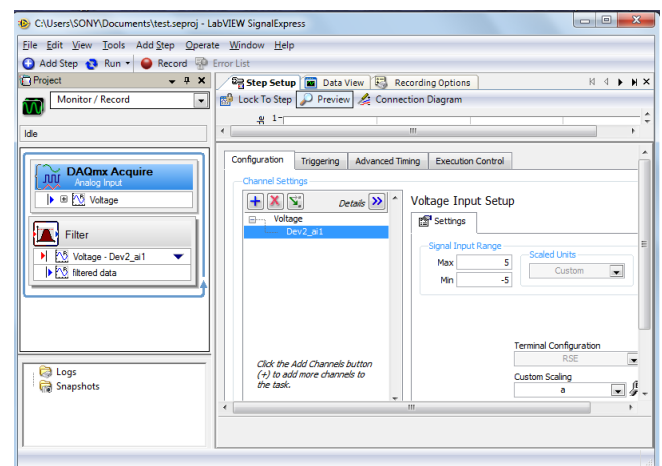 C:\Users\SONY\Documents\test.seproj - LabVIEW SignalExpress
File Edit View Tools Add Step Operate Window Help
Add Step Run Record Error List
Project
Step Setup Data View Recording Options
Monitor / Record
Lock To Step Preview Connection Diagram
1-
Idle
Configuration Triggering Advanced Timing Execution Control
DAQmx Acquire
Analog Input
Voltage
Filter
Voltage - Dev2_ai1
filtered data
Channel Settings
Details
Voltage
Dev2_ai1
Click the Add Channels button
(+) to add more channels to
the task.
Voltage Input Setup
Settings
Signal Input Range
Max 5
Min -5
Scaled Units
Custom
Terminal Configuration
RSE
Custom Scaling
a
Logs
Snapshots